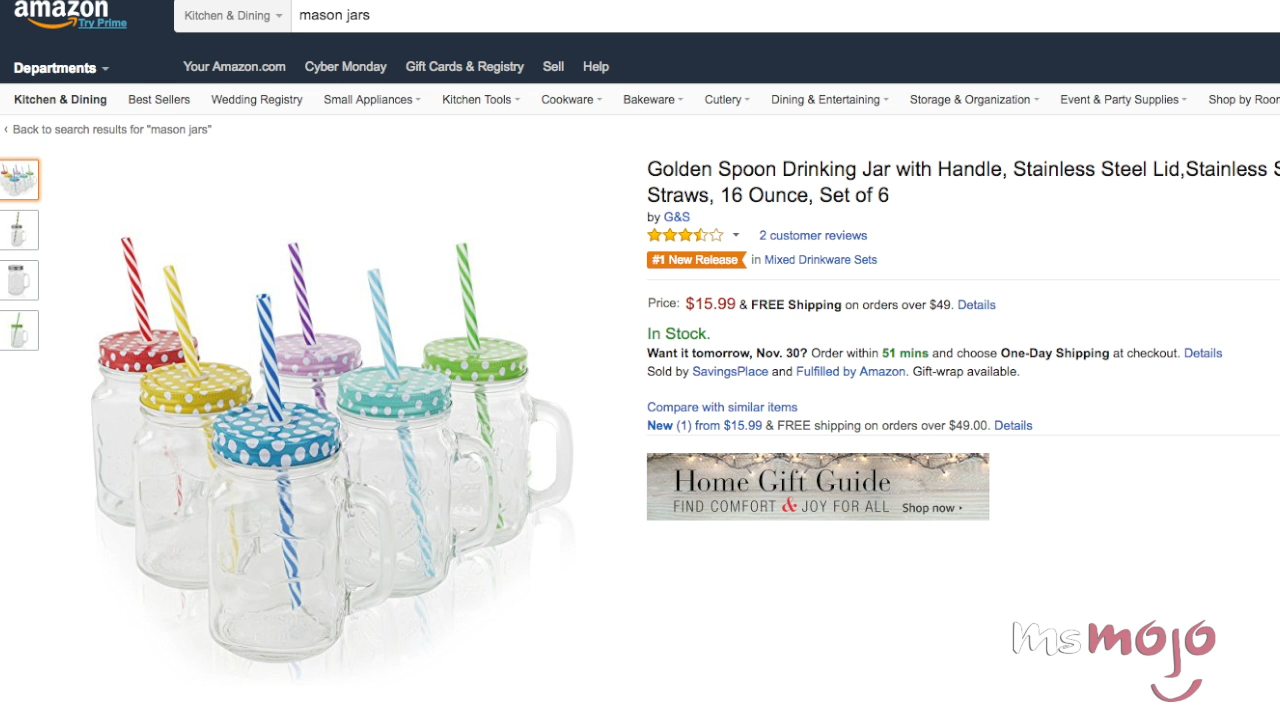 amazon
Try Prime
Kitchen & Dining
mason jars
Departments
Your Amazon.com Cyber Monday Gift Cards & Registry Sell Help
Kitchen & Dining Best Sellers Wedding Registry Small Appliances Kitchen Tools Cookware Bakeware Cutlery Dining & Entertaining Storage & Organization Event & Party Supplies Shop by Roor
‹ Back to search results for "mason jars"
Golden Spoon Drinking Jar with Handle, Stainless Steel Lid,Stainless S
Straws, 16 Ounce, Set of 6
by G&S
2 customer reviews
#1 New Release in Mixed Drinkware Sets
Price: $15.99 & FREE Shipping on orders over $49. Details
In Stock.
Want it tomorrow, Nov. 30? Order within 51 mins and choose One-Day Shipping at checkout. Details
Sold by SavingsPlace and Fulfilled by Amazon. Gift-wrap available.
Compare with similar items
New (1) from $15.99 & FREE shipping on orders over $49.00. Details
Home Gift Guide
FIND COMFORT & JOY FOR ALL Shop now ›
msmojo